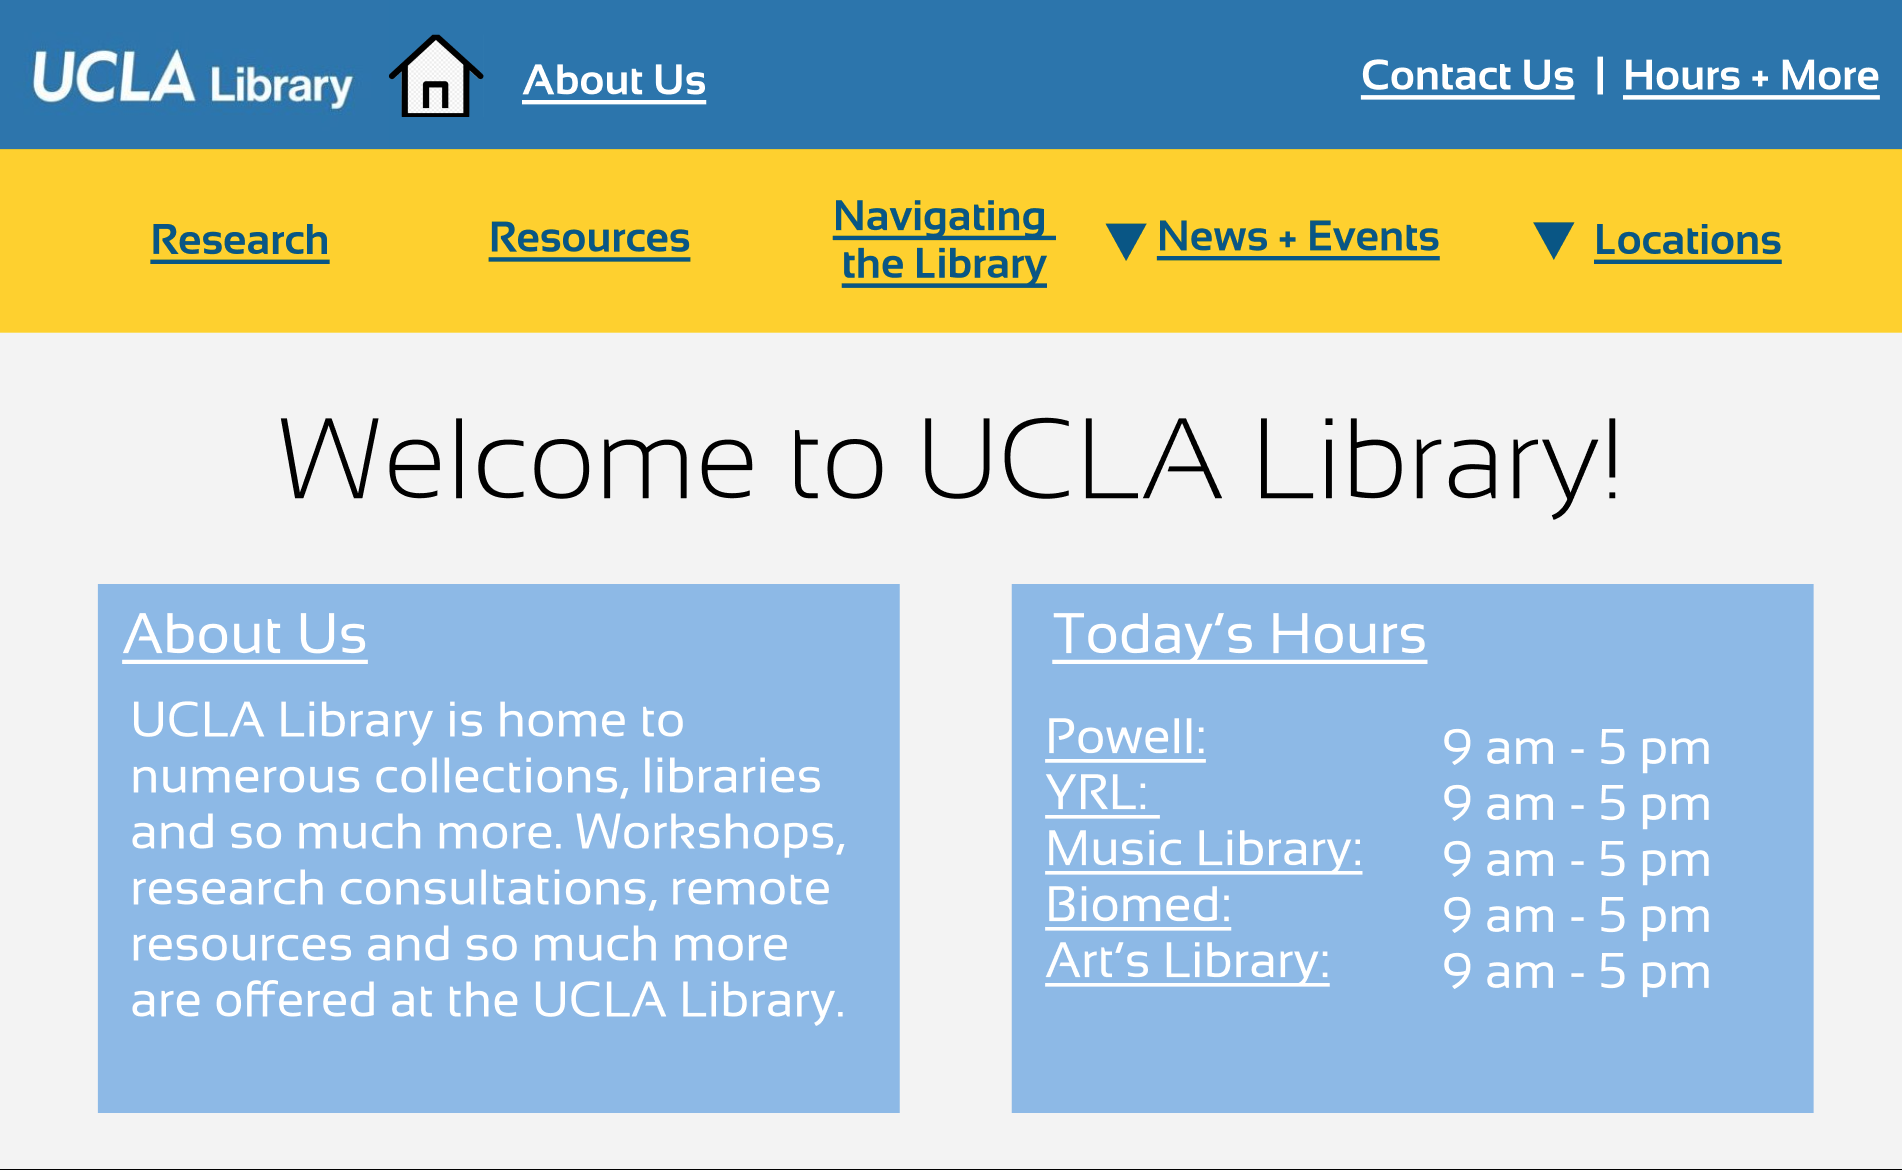 UCLA Library
About Us
Contact Us | Hours + More
Research
Resources
Navigating
the Library
News + Events
Locations
Welcome to UCLA Library!
About Us
UCLA Library is home to
numerous collections, libraries
and so much more. Workshops,
research consultations, remote
resources and so much more
are offered at the UCLA Library.
Today‘s Hours
Powell: 9 am - 5 pm
YRL: 9 am - 5 pm
Music Library: 9 am - 5 pm
Biomed: 9 am - 5 pm
Art‘s Library: 9 am - 5 pm